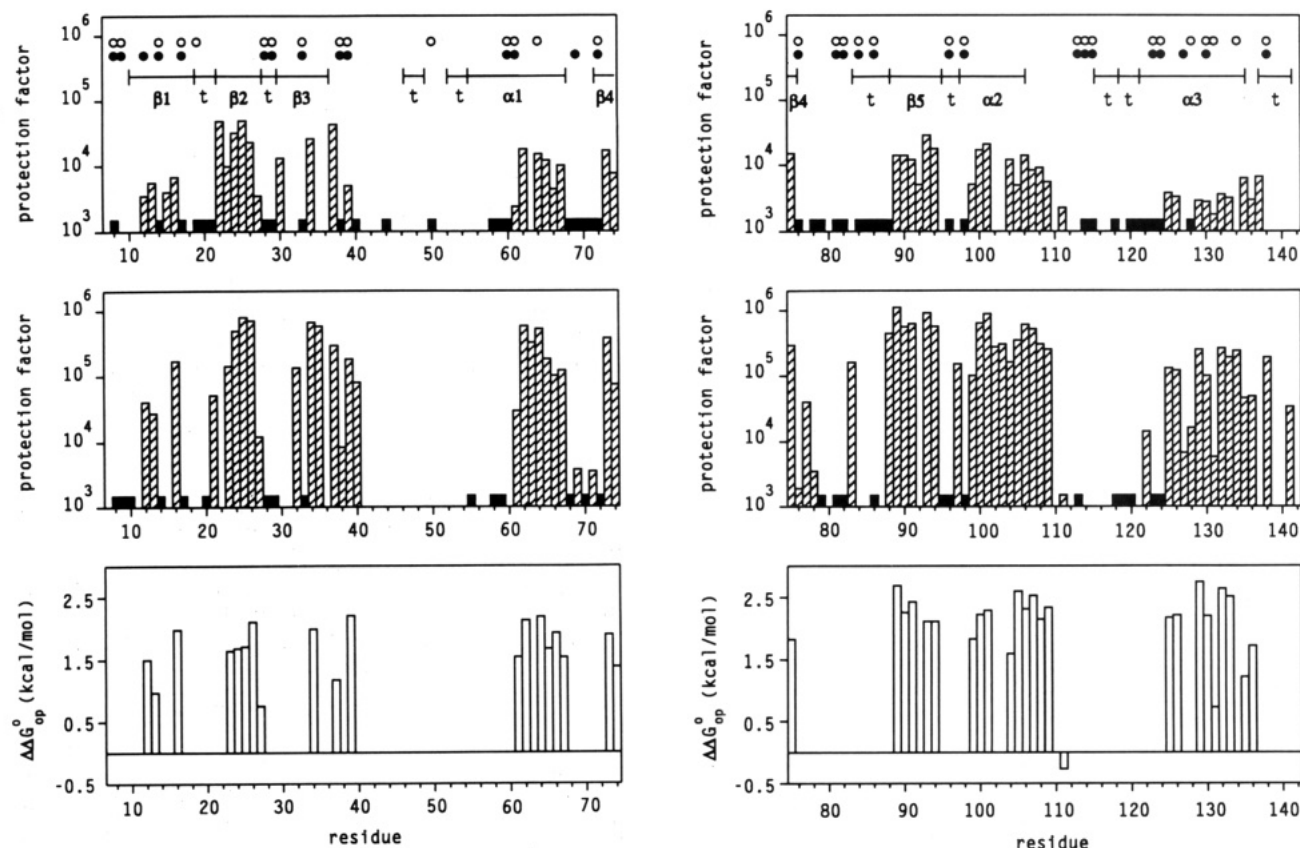 protection factor
10^6
10^5
10^4
10^3
β1 t β2 t β3 t t α1 β4
10 20 30 40 50 60 70
protection factor
10^6
10^5
10^4
10^3
β4 t β5 t α2 t t α3 t
80 90 100 110 120 130 140
protection factor
10^6
10^5
10^4
10^3
10 20 30 40 50 60 70
protection factor
10^6
10^5
10^4
10^3
80 90 100 110 120 130 140
ΔΔG°op (kcal/mol)
2.5
1.5
0.5
-0.5
10 20 30 40 50 60 70
residue
ΔΔG°op (kcal/mol)
2.5
1.5
0.5
-0.5
80 90 100 110 120 130 140
residue